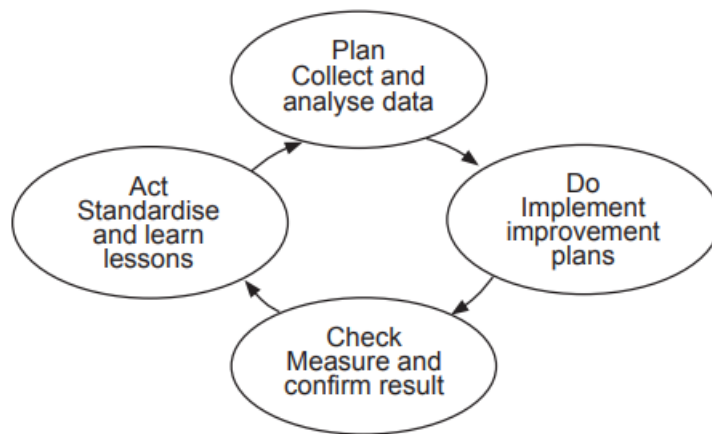 Plan
Collect and
analyse data
Do
Implement
improvement
plans
Check
Measure and
confirm result
Act
Standardise
and learn
lessons